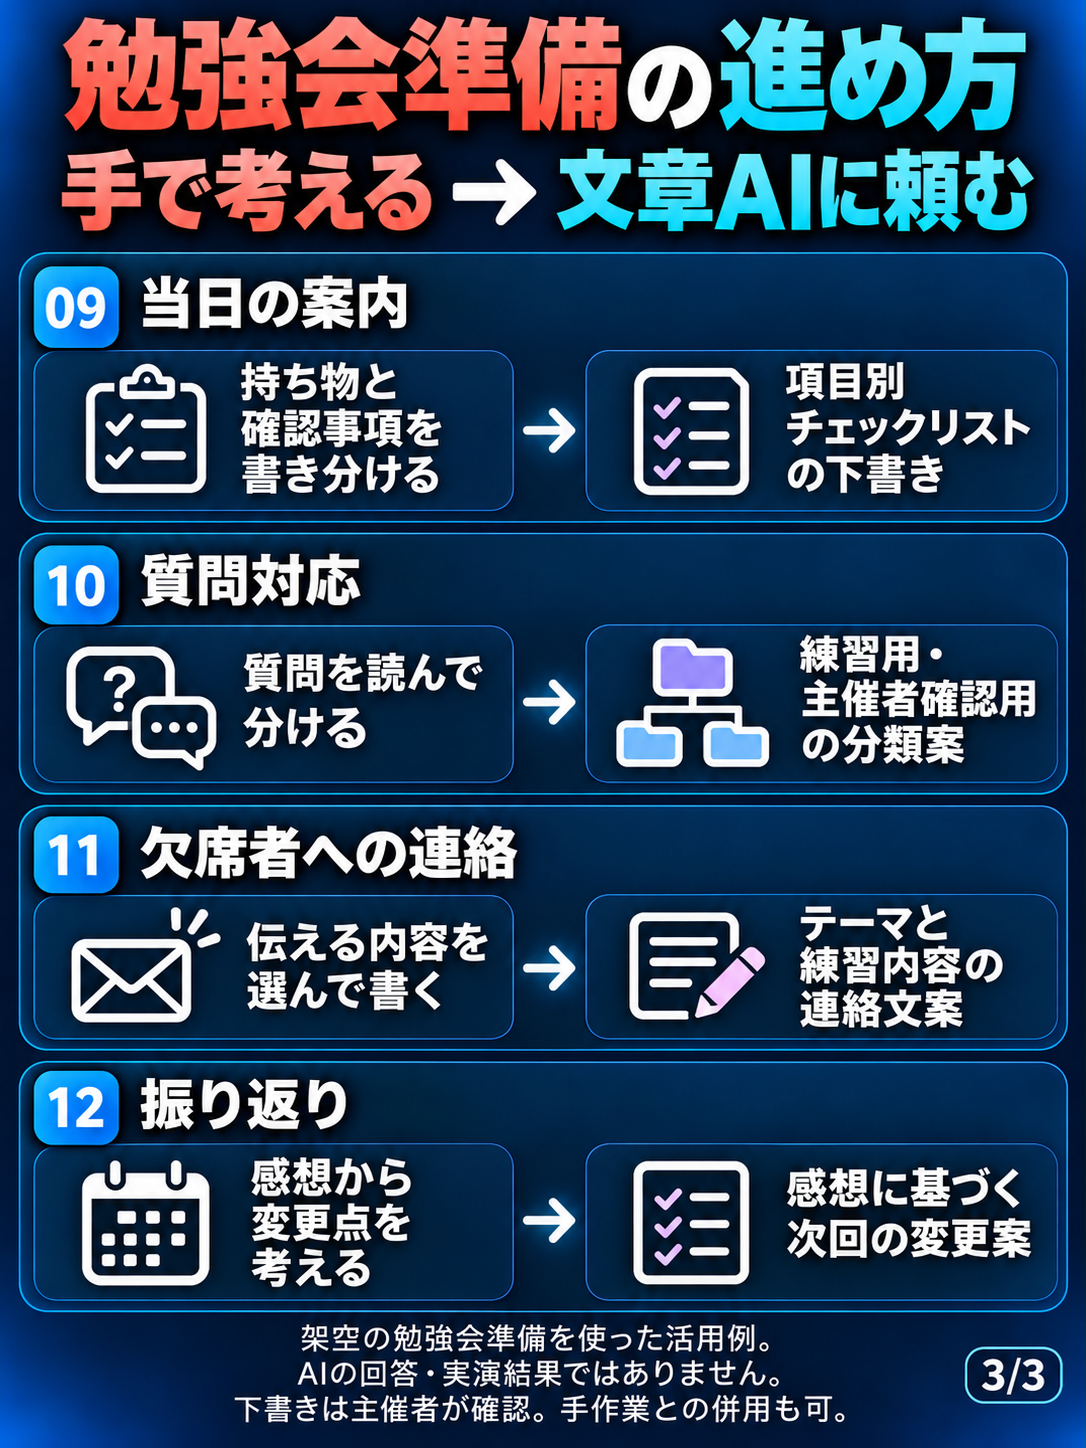 勉強会準備の進め方
手で考える→文章AIに頼む
09 当日の案内
持ち物と
確認事項を
書き分ける
→
項目別
チェックリスト
の下書き
10 質問対応
?
質問を読んで
分ける
→
練習用・
主催者確認用
の分類案
11 欠席者への連絡
伝える内容を
選んで書く
→
テーマと
練習内容の
連絡文案
12 振り返り
感想から
変更点を
考える
→
感想に基づく
次回の変更案
架空の勉強会準備を使った活用例。
AIの回答・実演結果ではありません。
下書きは主催者が確認。手作業との併用も可。
3/3